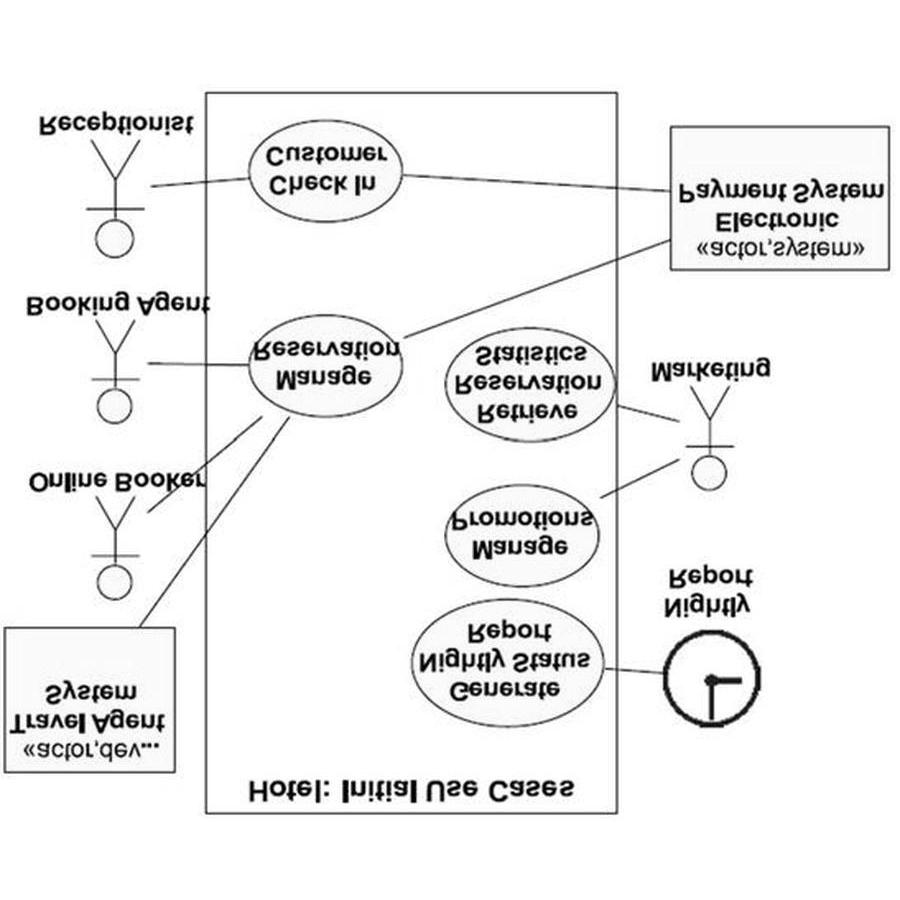 Hotel: Initial Use Cases
«actor,dev...
Travel Agent
System
Generate
Nightly Status
Report
Nightly
Report
Online Booker
Manage
Promotions
Marketing
Retrieve
Reservation
Statistics
Booking Agent
Manage
Reservation
«actor,system»
Electronic
Payment System
Receptionist
Check In
Customer